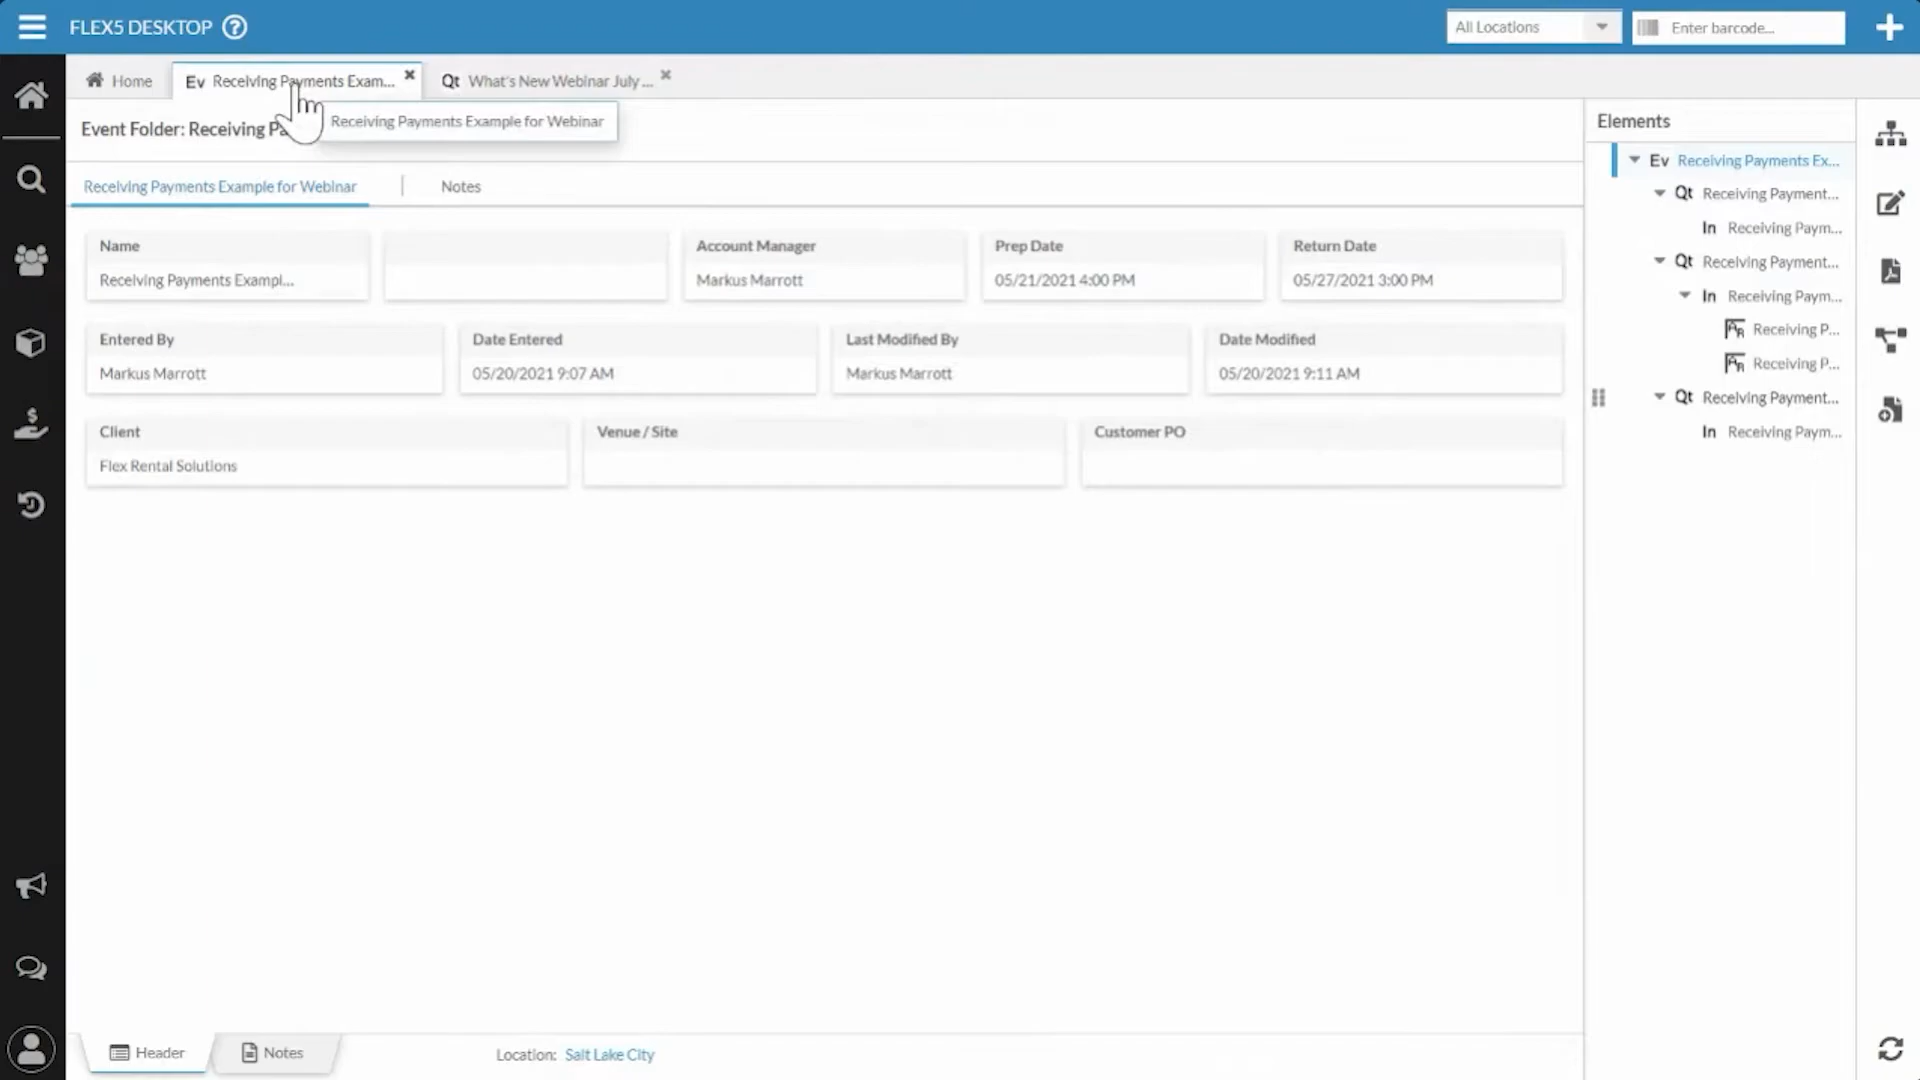 FLEX5 DESKTOP ?
All Locations
Enter barcode...
Home
Ev Receiving Payments Exam...
Qt What's New Webinar July ...
Receiving Payments Example for Webinar
Event Folder: Receiving Pa
Receiving Payments Example for Webinar
Notes
Name
Receiving Payments Exampl...
Account Manager
Markus Marrott
Prep Date
05/21/2021 4:00 PM
Return Date
05/27/2021 3:00 PM
Entered By
Markus Marrott
Date Entered
05/20/2021 9:07 AM
Last Modified By
Markus Marrott
Date Modified
05/20/2021 9:11 AM
Client
Flex Rental Solutions
Venue / Site
Customer PO
Elements
Ev Receiving Payments Ex...
Qt Receiving Payment...
In Receiving Paym...
Qt Receiving Payment...
In Receiving Paym...
AR Receiving P...
AR Receiving P...
Qt Receiving Payment...
In Receiving Paym...
Header
Notes
Location: Salt Lake City